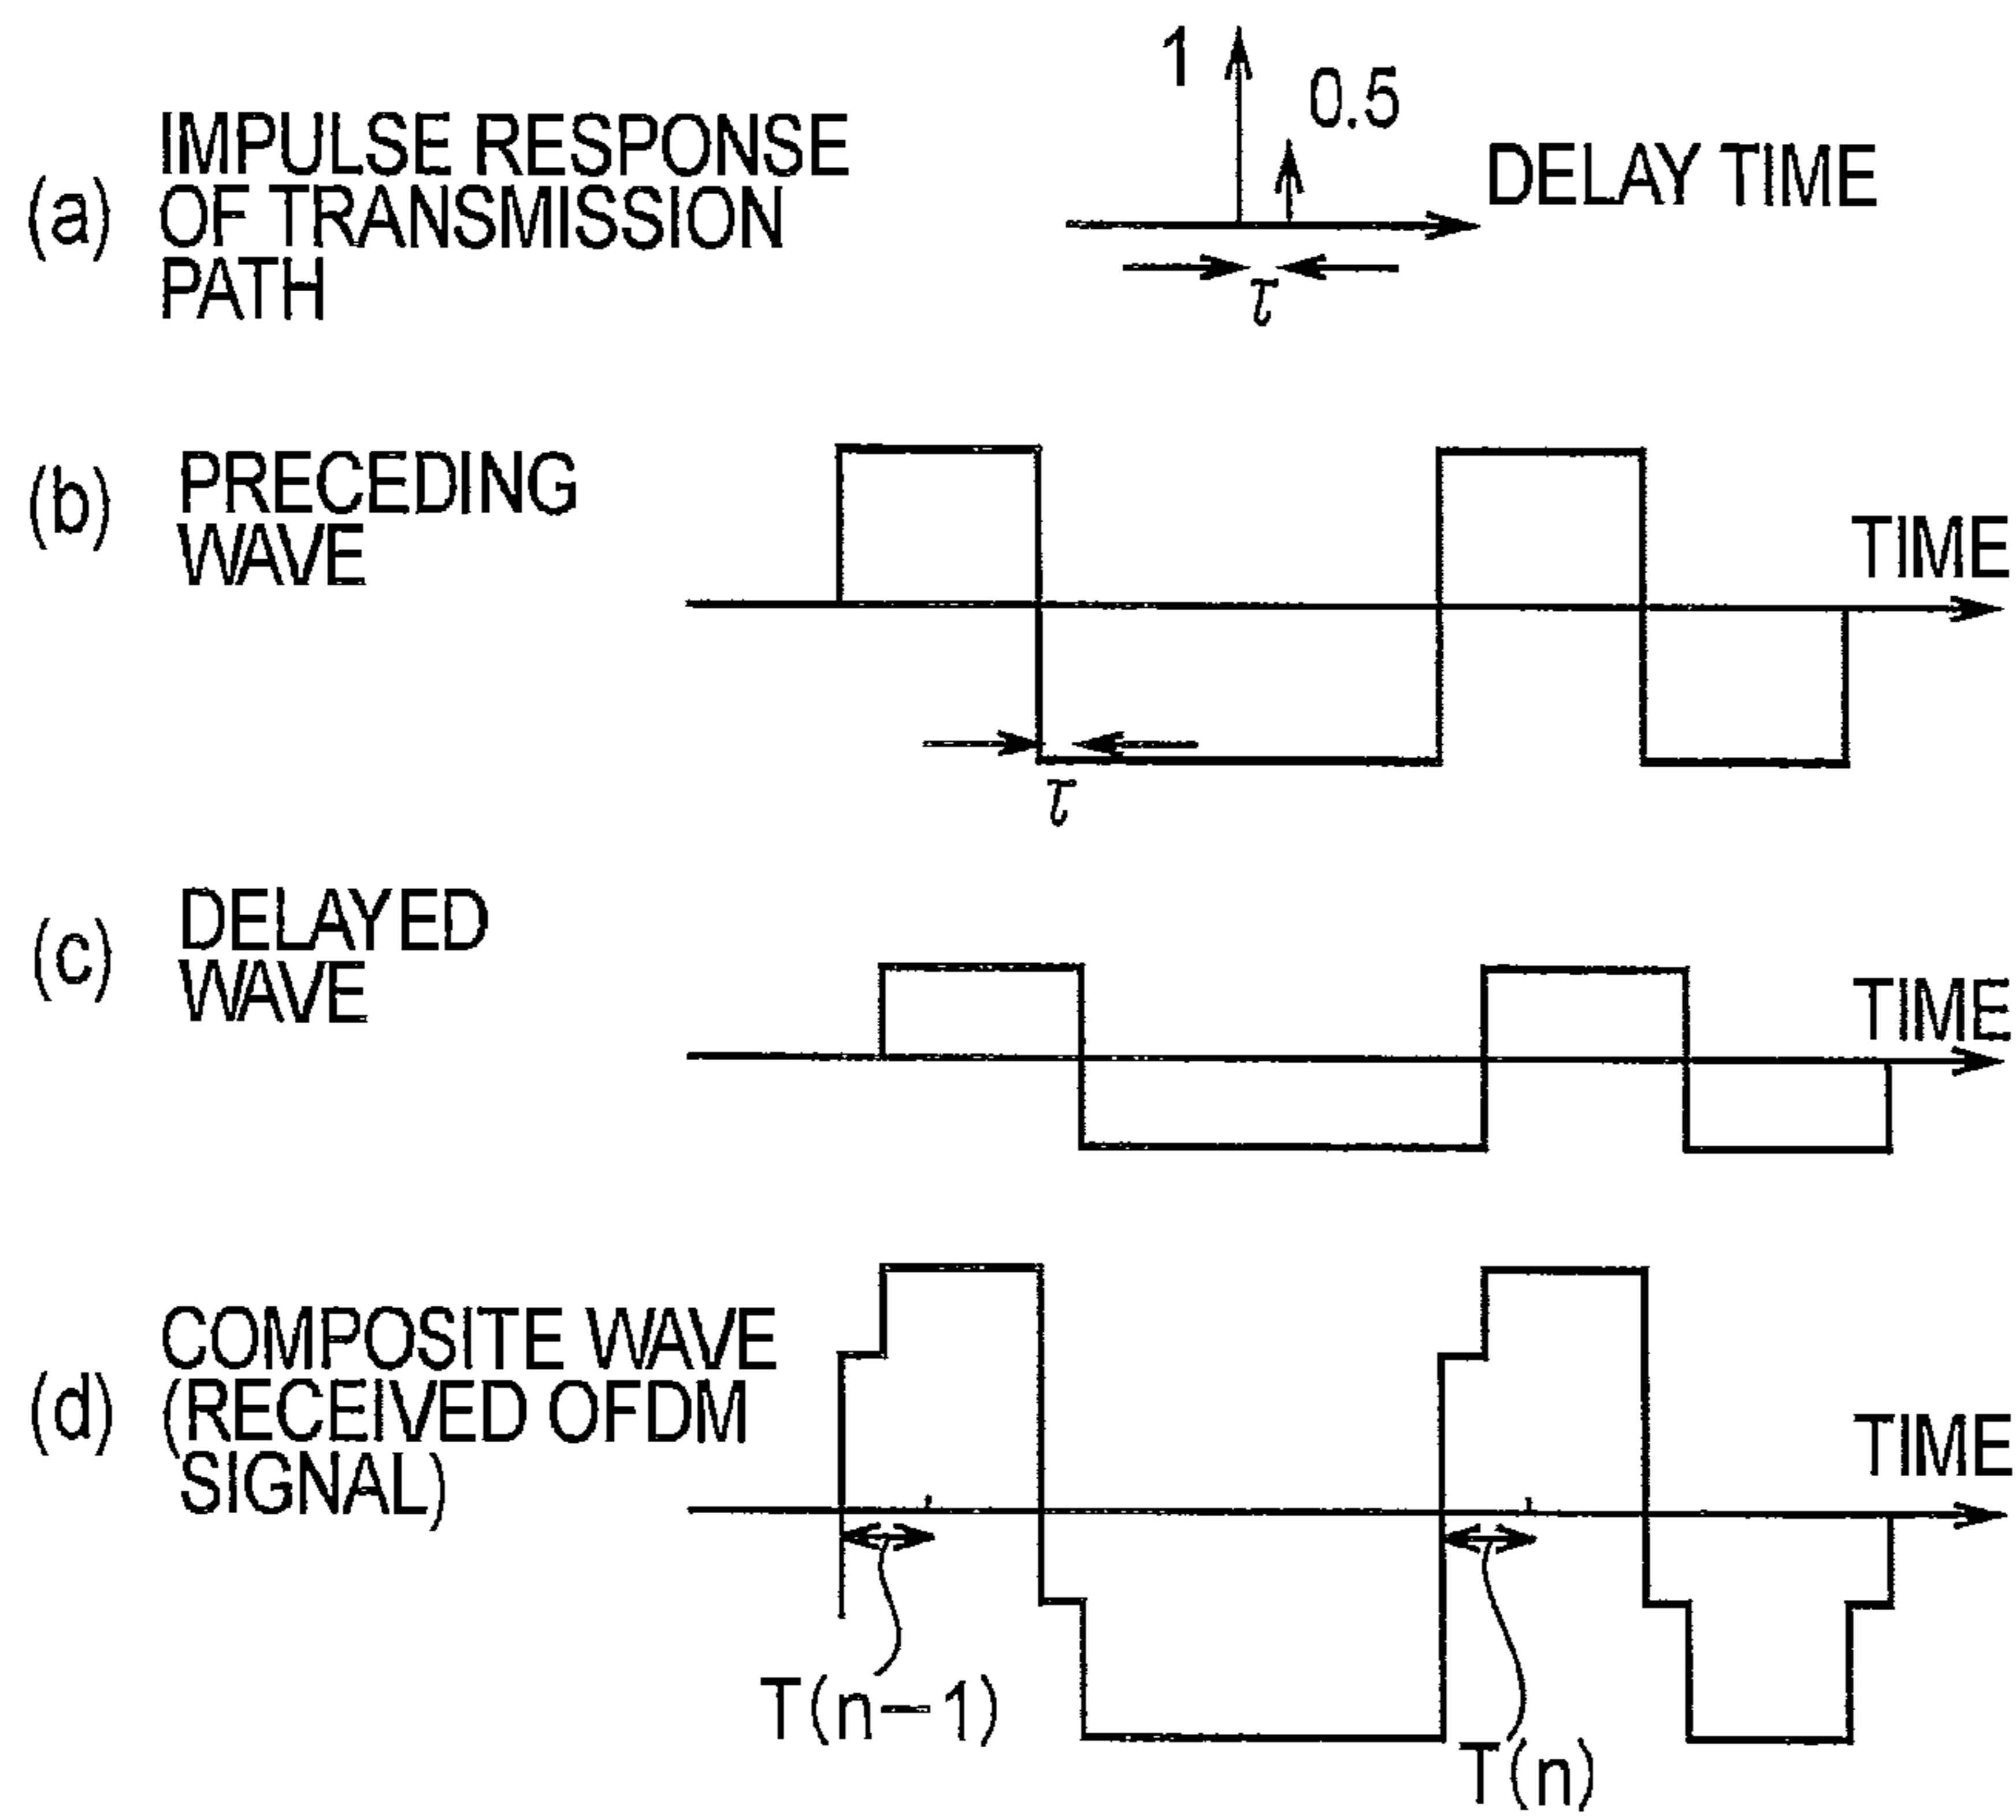 (a) IMPULSE RESPONSE
OF TRANSMISSION
PATH
1
0.5
DELAY TIME
τ
(b) PRECEDING
WAVE
TIME
τ
(c) DELAYED
WAVE
TIME
(d) COMPOSITE WAVE
(RECEIVED OFDM
SIGNAL)
TIME
T(n−1)
T(n)